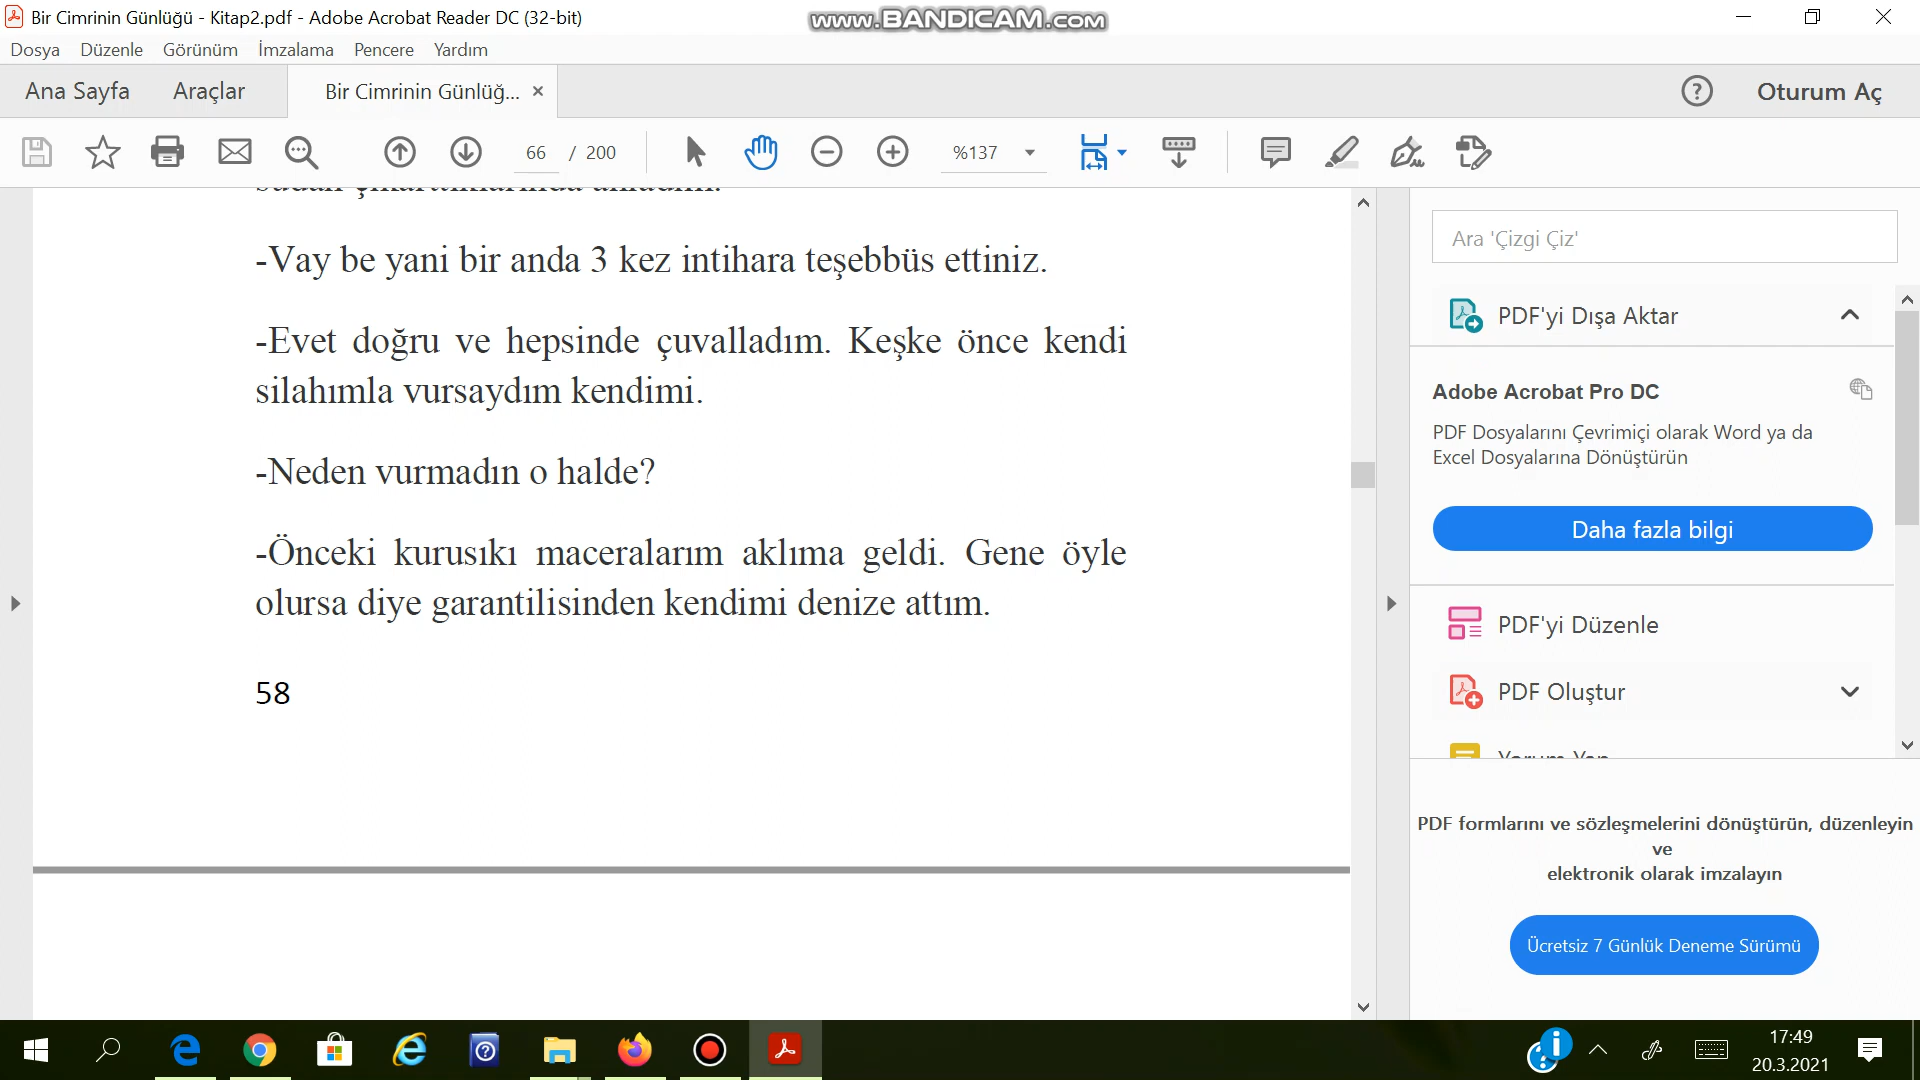 Bir Cimrinin Günlüğü - Kitap2.pdf - Adobe Acrobat Reader DC (32-bit)
www.BANDICAM.com
Dosya Düzenle Görünüm İmzalama Pencere Yardım
Ana Sayfa Araçlar Bir Cimrinin Günlüğ... × Oturum Aç
66 / 200 %137
-Vay be yani bir anda 3 kez intihara teşebbüs ettiniz.
-Evet doğru ve hepsinde çuvalladım. Keşke önce kendi
silahımla vursaydım kendimi.
-Neden vurmadın o halde?
-Önceki kurusıkı maceralarım aklıma geldi. Gene öyle
olursa diye garantilisinden kendimi denize attım.
58
Ara 'Çizgi Çiz'
PDF'yi Dışa Aktar
Adobe Acrobat Pro DC
PDF Dosyalarını Çevrimiçi olarak Word ya da
Excel Dosyalarına Dönüştürün
Daha fazla bilgi
PDF'yi Düzenle
PDF Oluştur
PDF formlarını ve sözleşmelerini dönüştürün, düzenleyin
ve
elektronik olarak imzalayın
Ücretsiz 7 Günlük Deneme Sürümü
17:49
20.3.2021